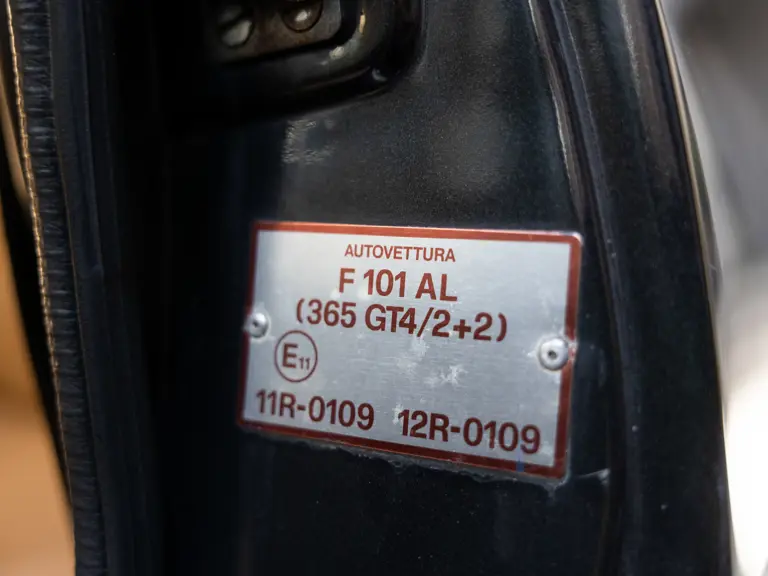 AUTOVETTURA
F 101 AL
(365 GT4/2+2)
E11
11R-0109 12R-0109